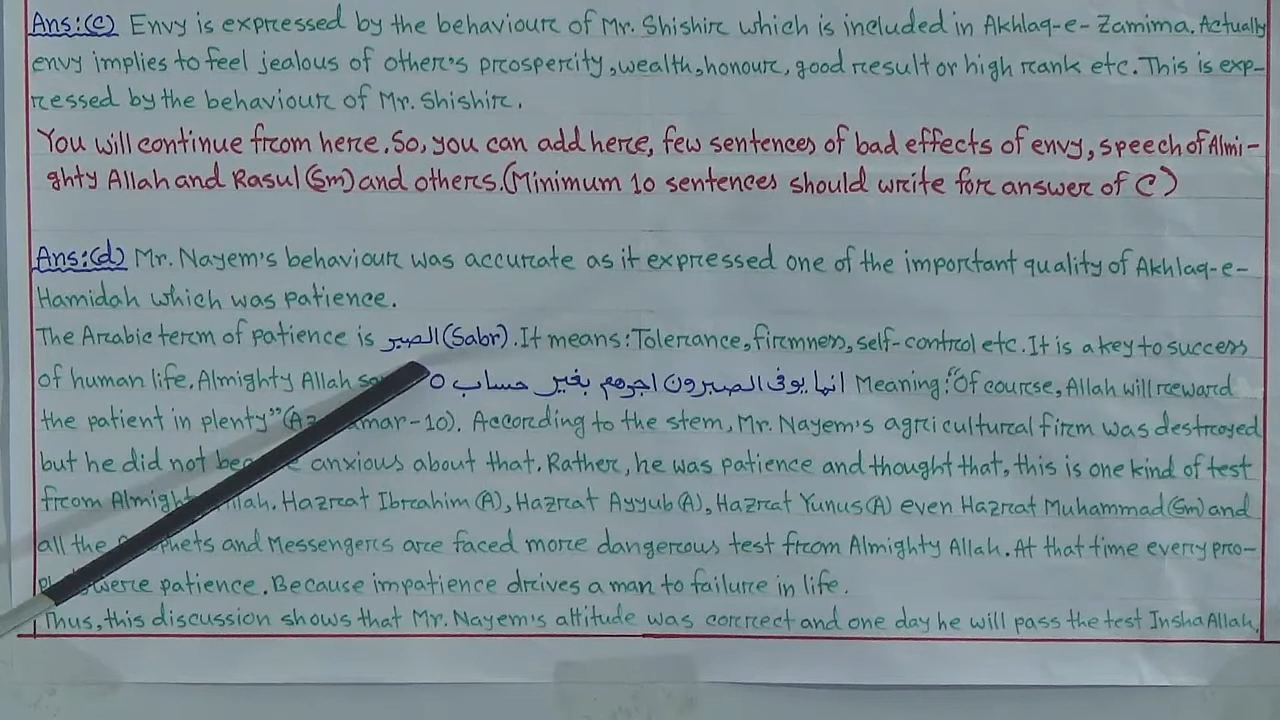 Ans:(c) Envy is expressed by the behaviour of Mr. Shishir which is included in Akhlaq-e-Zamima. Actually
envy implies to feel jealous of other's prosperity, wealth, honour, good result or high rank etc. This is exp-
ressed by the behaviour of Mr. Shishir.
You will continue from here. So, you can add here, few sentences of bad effects of envy, speech of Almi-
ghty Allah and Rasul (Sm) and others. (Minimum 10 sentences should write for answer of C)
Ans:(d) Mr. Nayem's behaviour was accurate as it expressed one of the important quality of Akhlaq-e-
Hamidah which was patience.
The Arabic term of patience is الصبر (Sabr). It means: Tolerance, firmness, self-control etc. It is a key to success
of human life. Almighty Allah انما يوفى الصبرون اجرهم بغير حساب o Meaning: "Of course, Allah will reward
the patient in plenty" mar-10). According to the stem, Mr. Nayem's agricultural firm was destroyed
but he did not anxious about that. Rather, he was patience and thought that, this is one kind of test
from Allah. Hazrat Ibrahim (A), Hazrat Ayyub (A), Hazrat Yunus (A) even Hazrat Muhammad (Sm) and
all the and Messengers are faced more dangerous test from Almighty Allah. At that time every pro-
were patience. Because impatience drives a man to failure in life.
Thus, this discussion shows that Mr. Nayem's attitude was correct and one day he will pass the test Insha Allah.